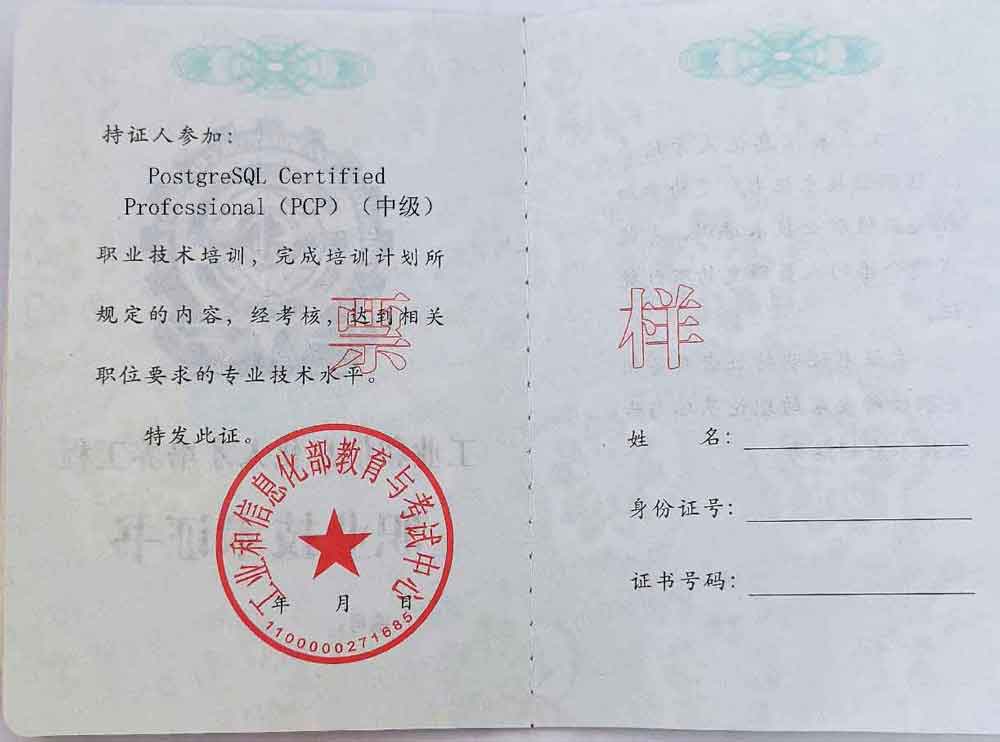 持证人参加：
PostgreSQL Certified
Professional（PCP）（中级）
职业技术培训，完成培训计划所
规定的内容，经考核，达到相关
职位要求的专业技术水平。
特发此证。
工业和信息化部教育与考试中心
年 月 日
1100000271685
票 样
姓 名：
身份证号：
证书号码：